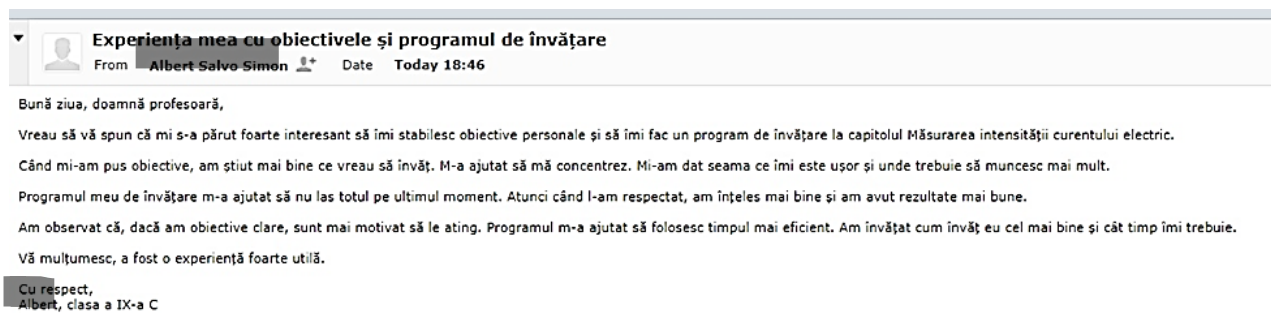 Experiența mea cu obiectivele și programul de învățare
From Albert Salvo Simon Date Today 18:46
Bună ziua, doamnă profesoară,
Vreau să vă spun că mi s-a părut foarte interesant să îmi stabilesc obiective personale și să îmi fac un program de învățare la capitolul Măsurarea intensității curentului electric.
Când mi-am pus obiective, am știut mai bine ce vreau să învăț. M-a ajutat să mă concentrez. Mi-am dat seama ce îmi este ușor și unde trebuie să muncesc mai mult.
Programul meu de învățare m-a ajutat să nu las totul pe ultimul moment. Atunci când l-am respectat, am înțeles mai bine și am avut rezultate mai bune.
Am observat că, dacă am obiective clare, sunt mai motivat să le ating. Programul m-a ajutat să folosesc timpul mai eficient. Am învățat cum învăț eu cel mai bine și cât timp îmi trebuie.
Vă mulțumesc, a fost o experiență foarte utilă.
Cu respect,
Albert, clasa a IX-a C